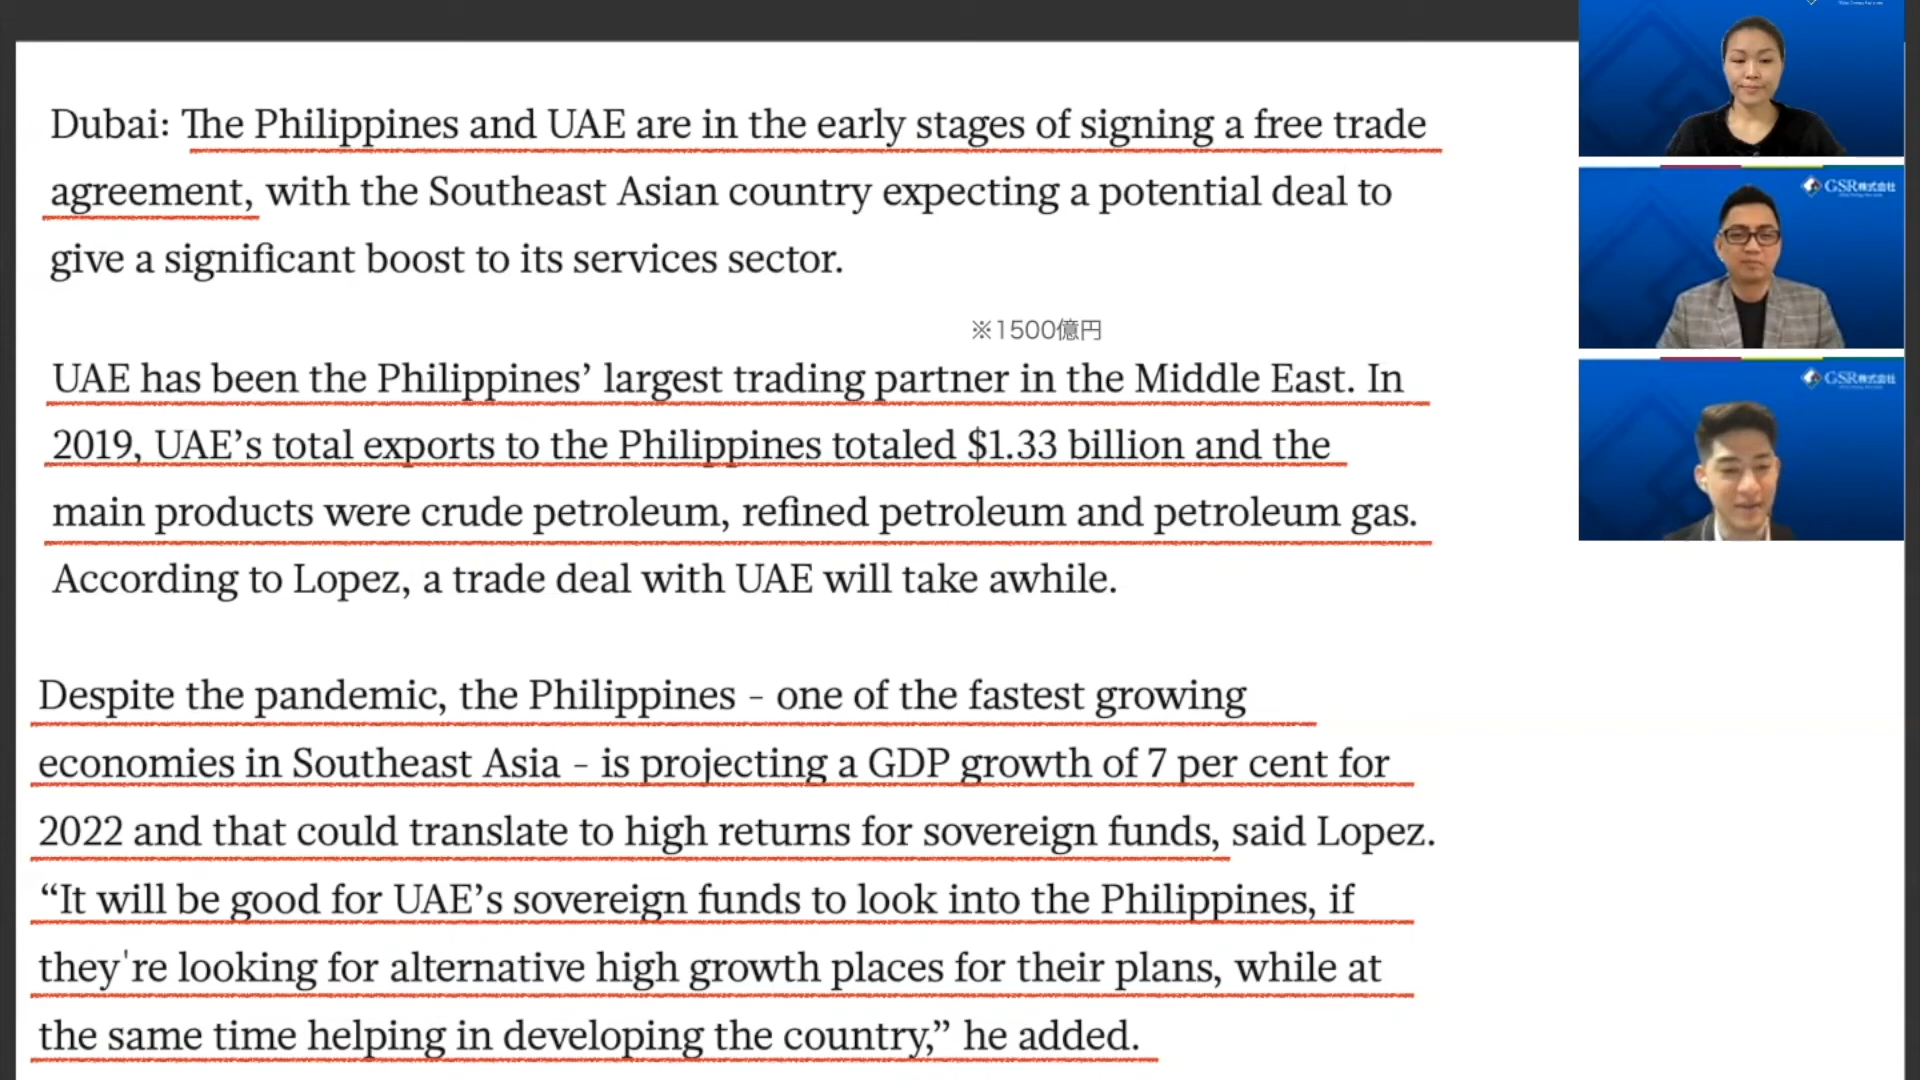 Dubai: The Philippines and UAE are in the early stages of signing a free trade
agreement, with the Southeast Asian country expecting a potential deal to
give a significant boost to its services sector.
※1500億円
UAE has been the Philippines’ largest trading partner in the Middle East. In
2019, UAE’s total exports to the Philippines totaled $1.33 billion and the
main products were crude petroleum, refined petroleum and petroleum gas.
According to Lopez, a trade deal with UAE will take awhile.
Despite the pandemic, the Philippines – one of the fastest growing
economies in Southeast Asia – is projecting a GDP growth of 7 per cent for
2022 and that could translate to high returns for sovereign funds, said Lopez.
“It will be good for UAE’s sovereign funds to look into the Philippines, if
they're looking for alternative high growth places for their plans, while at
the same time helping in developing the country,” he added.
GSR株式会社
GSR株式会社